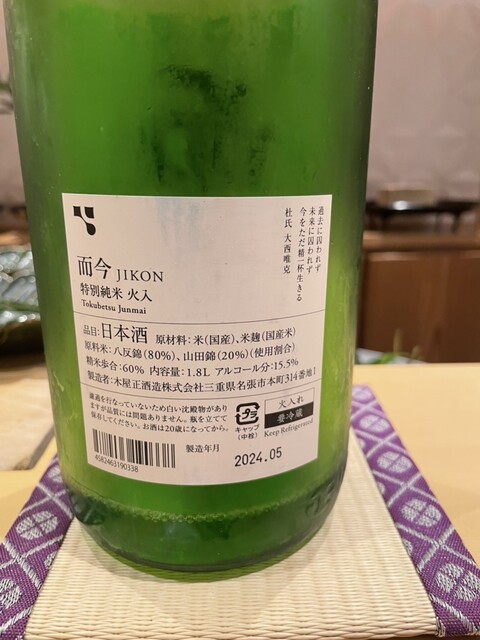 過去に囚われず
未来に囚われず
今をただ精一杯生きる
杜氏 大西唯克
而今 JIKON
特別純米 火入
Tokubetsu Junmai
品目:日本酒 原材料:米(国産)、米麹(国産米)
原料米:八反錦(80%)、山田錦(20%)(使用割合)
精米歩合:60% 内容量:1.8L アルコール分:15.5%
製造者:木屋正酒造株式会社三重県名張市本町314番地1
濾過を行なっていないため白い沈殿物があり
ますが品質には問題ありません。瓶を立てて
保存してください。お酒は20歳になってから。
プラ
キャップ
(中栓)
火入れ
要冷蔵
Keep Refrigerated
4582463190338
製造年月
2024.05